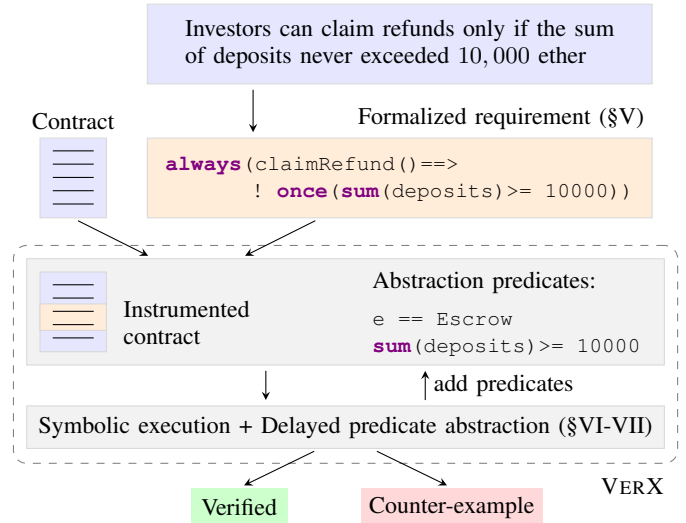 Investors can claim refunds only if the sum
of deposits never exceeded 10, 000 ether
Contract
Formalized requirement (§V)
always(claimRefund()==>
! once(sum(deposits)>= 10000))
Instrumented
contract
Abstraction predicates:
e == Escrow
sum(deposits)>= 10000
add predicates
Symbolic execution + Delayed predicate abstraction (§VI-VII)
VERX
Verified
Counter-example